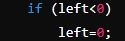 if (left<0)
left=0;